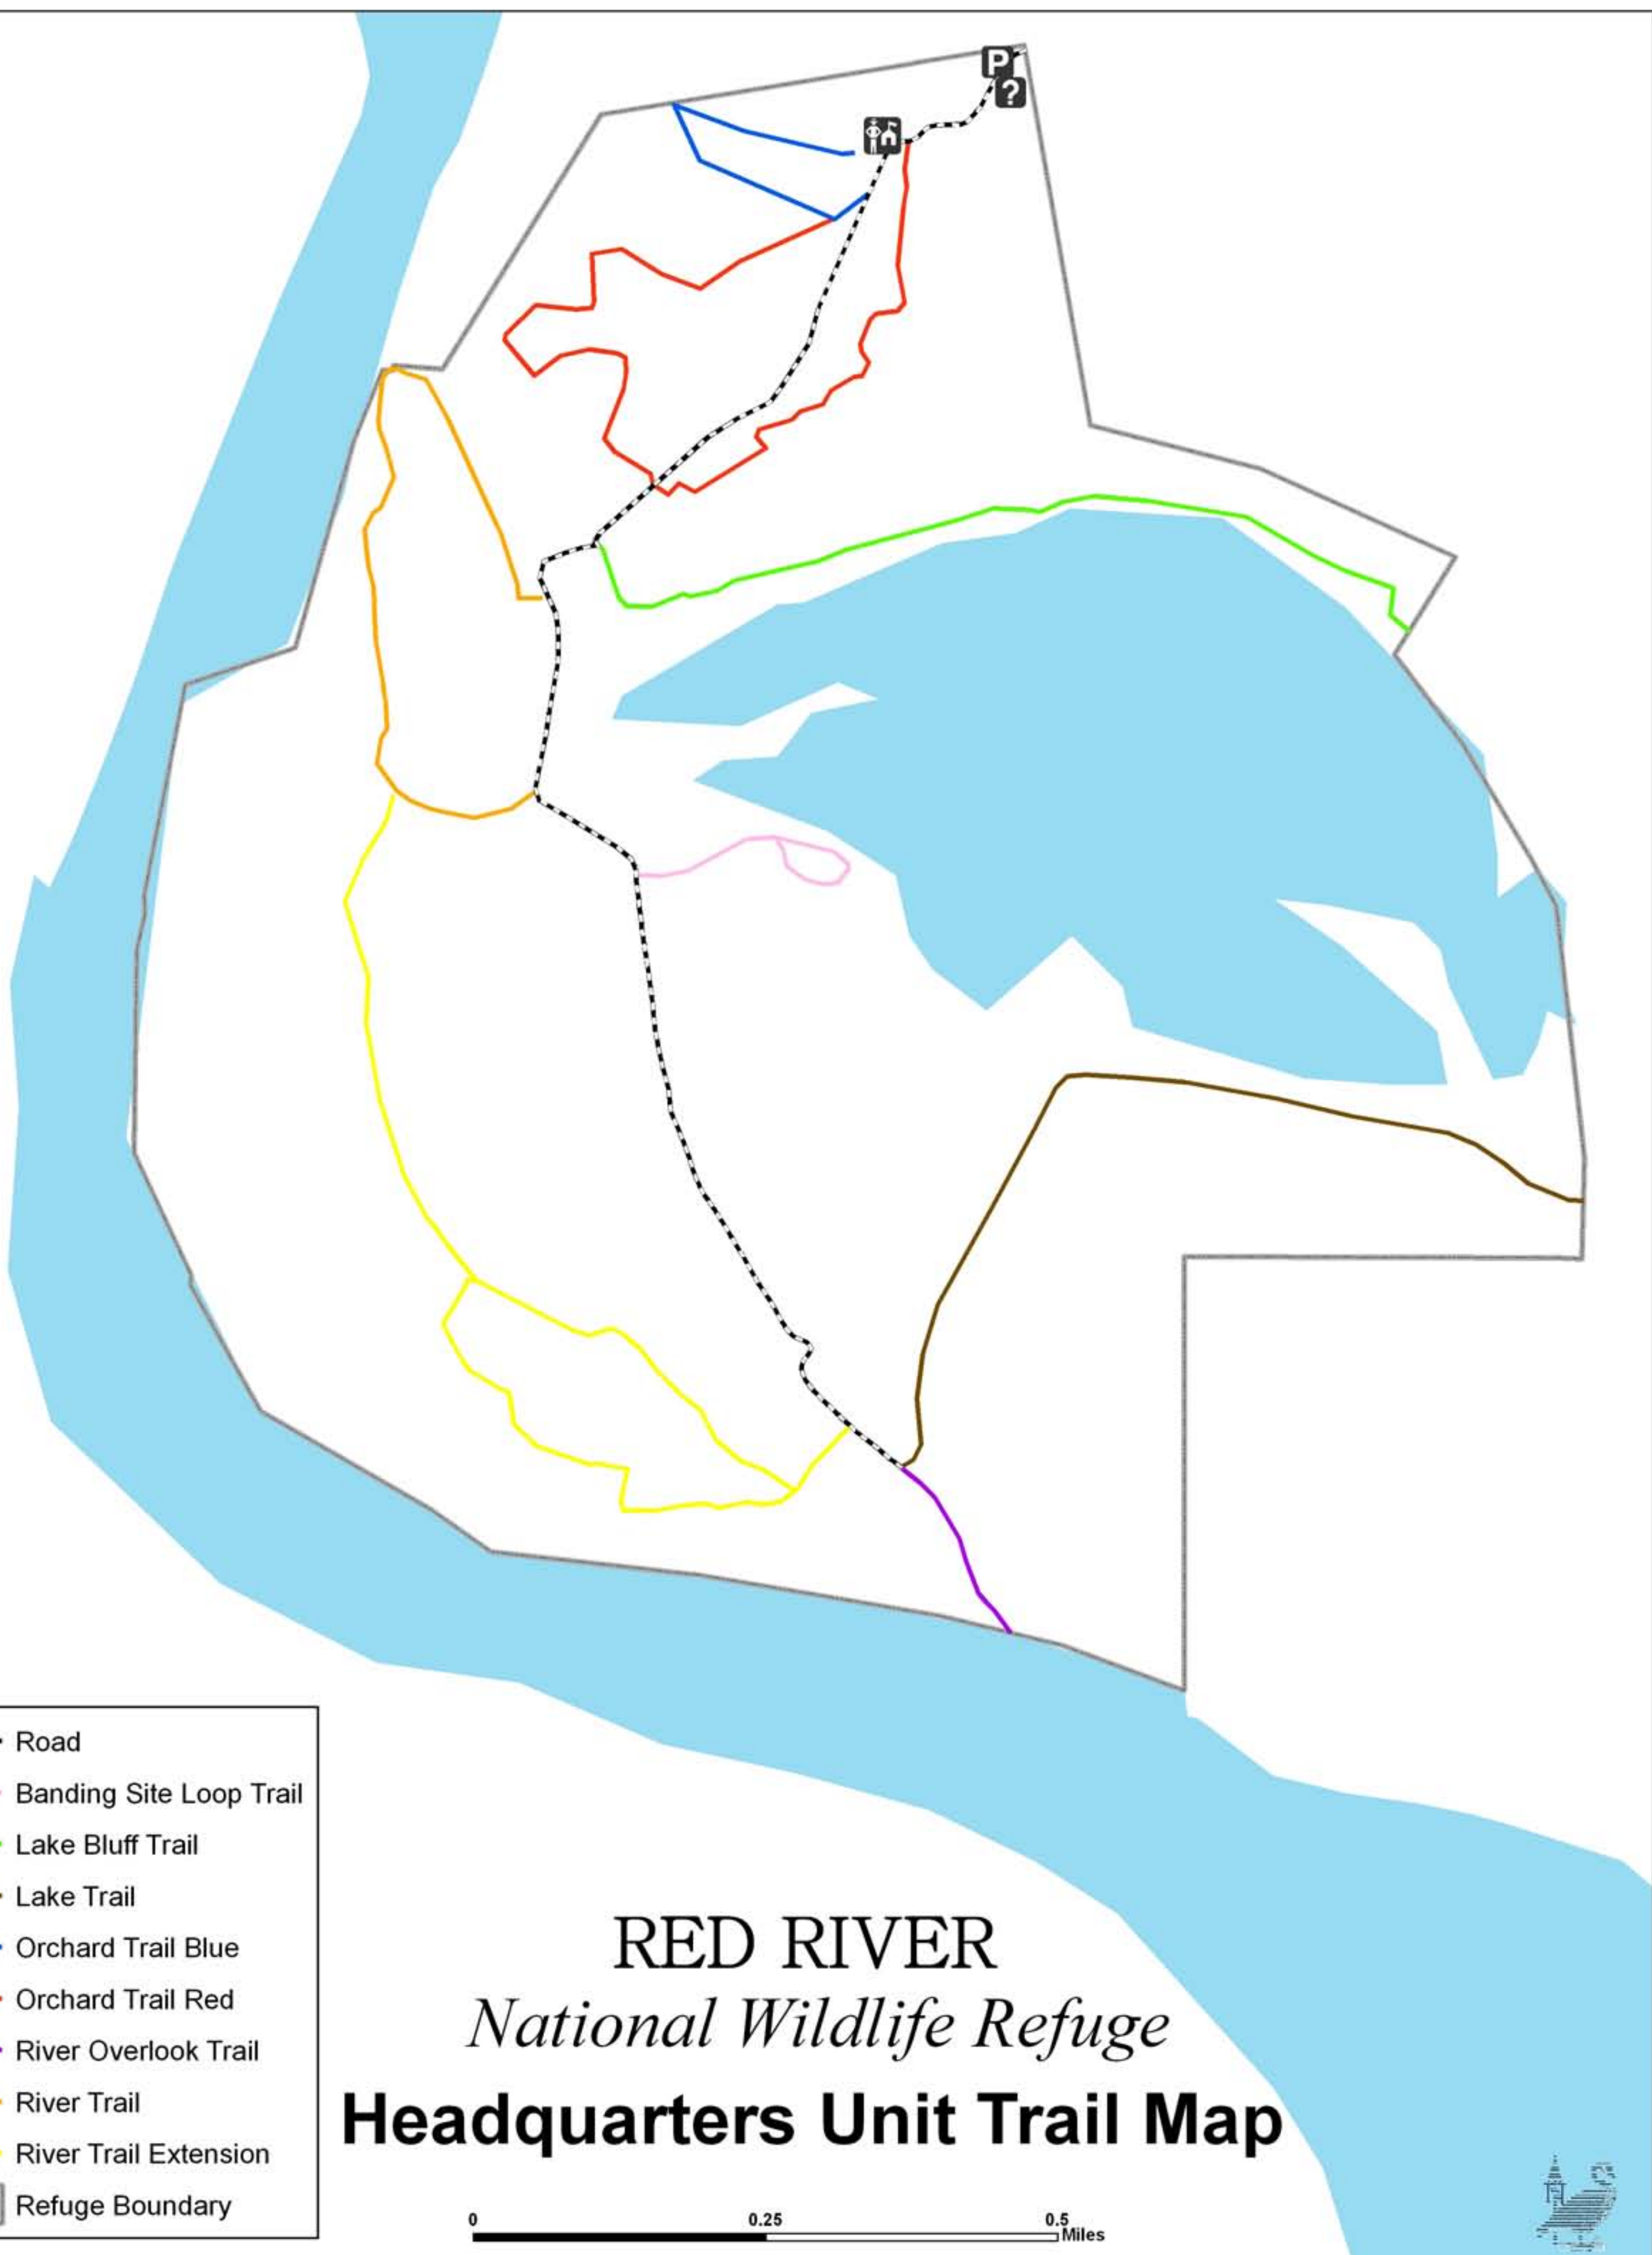 P
?
Road
Banding Site Loop Trail
Lake Bluff Trail
Lake Trail
Orchard Trail Blue
Orchard Trail Red
River Overlook Trail
River Trail
River Trail Extension
Refuge Boundary
RED RIVER
National Wildlife Refuge
Headquarters Unit Trail Map
0 0.25 0.5
Miles